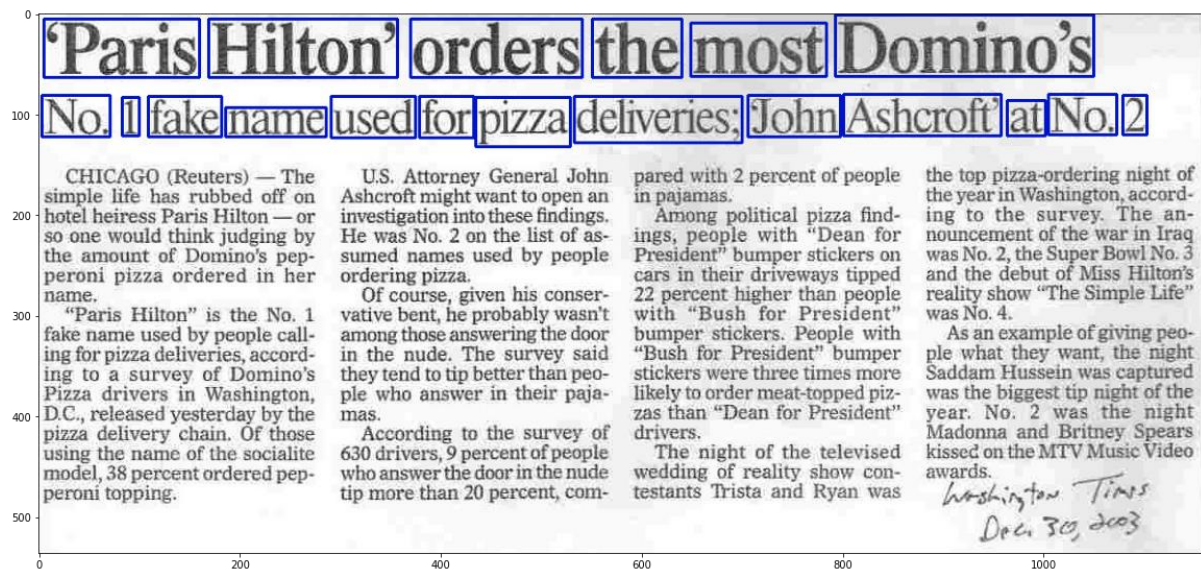 'Paris Hilton' orders the most Domino's
No. 1 fake name used for pizza deliveries; 'John Ashcroft' at No. 2
CHICAGO (Reuters) — The
simple life has rubbed off on
hotel heiress Paris Hilton — or
so one would think judging by
the amount of Domino's pep-
peroni pizza ordered in her
name.
"Paris Hilton" is the No. 1
fake name used by people call-
ing for pizza deliveries, accord-
ing to a survey of Domino's
Pizza drivers in Washington,
D.C., released yesterday by the
pizza delivery chain. Of those
using the name of the socialite
model, 38 percent ordered pep-
peroni topping.
U.S. Attorney General John
Ashcroft might want to open an
investigation into these findings.
He was No. 2 on the list of as-
sumed names used by people
ordering pizza.
Of course, given his conser-
vative bent, he probably wasn't
among those answering the door
in the nude. The survey said
they tend to tip better than peo-
ple who answer in their paja-
mas.
According to the survey of
630 drivers, 9 percent of people
who answer the door in the nude
tip more than 20 percent, com-
pared with 2 percent of people
in pajamas.
Among political pizza find-
ings, people with "Dean for
President" bumper stickers on
cars in their driveways tipped
22 percent higher than people
with "Bush for President"
bumper stickers. People with
"Bush for President" bumper
stickers were three times more
likely to order meat-topped piz-
zas than "Dean for President"
drivers.
The night of the televised
wedding of reality show con-
testants Trista and Ryan was
the top pizza-ordering night of
the year in Washington, accord-
ing to the survey. The an-
nouncement of the war in Iraq
was No. 2, the Super Bowl No. 3
and the debut of Miss Hilton's
reality show "The Simple Life"
was No. 4.
As an example of giving peo-
ple what they want, the night
Saddam Hussein was captured
was the biggest tip night of the
year. No. 2 was the night
Madonna and Britney Spears
kissed on the MTV Music Video
awards.
Washington Times
Dec. 30, 2003
0
100
200
300
400
500
0 200 400 600 800 1000